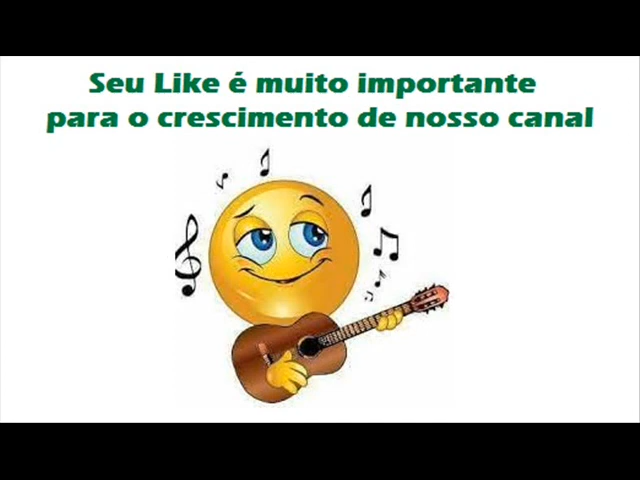 Seu Like é muito importante
para o crescimento de nosso canal